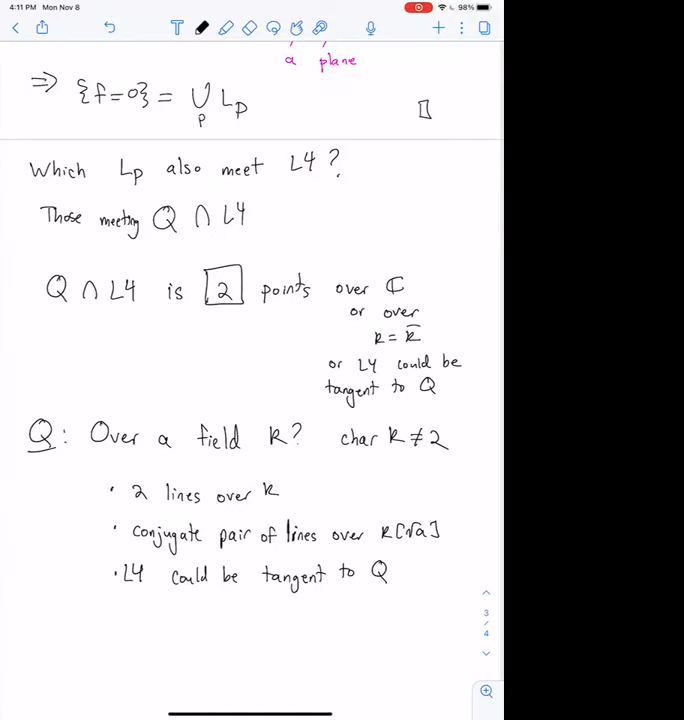 4:11 PM Mon Nov 8
98%
a plane
⇒ {f=0} = ∪ Lp
p
Which Lp also meet L4?
Those meeting Q ∩ L4
Q ∩ L4 is 2 points over ℂ
or over
k = k̅
or L4 could be
tangent to Q
Q: Over a field k? char k ≠ 2
· 2 lines over k
· conjugate pair of lines over k[√a]
· L4 could be tangent to Q
3
/
4